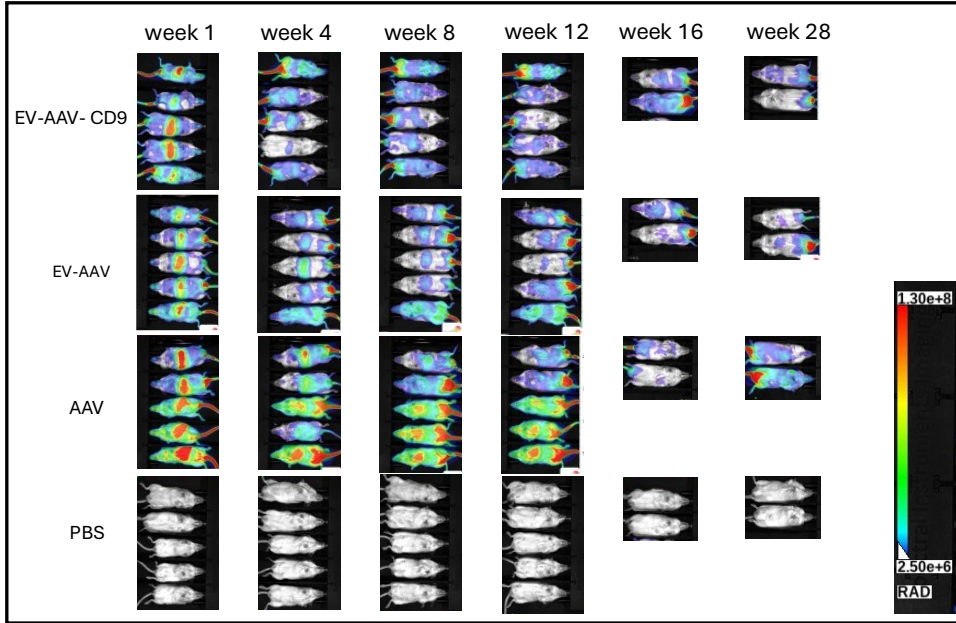 week 1 week 4 week 8 week 12 week 16 week 28
EV-AAV- CD9
EV-AAV
AAV
PBS
1.30e+8
2.50e+6
RAD